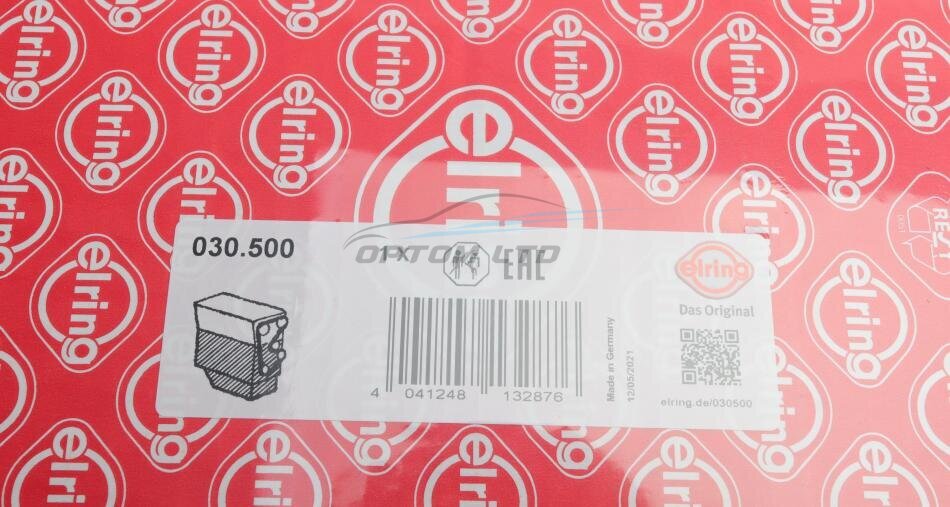 elring
030.500
1 x
OPXTON LTD
EAC
elring
Das Original
Made in Germany
12/05/2021
4 041248 132876
elring.de/030500